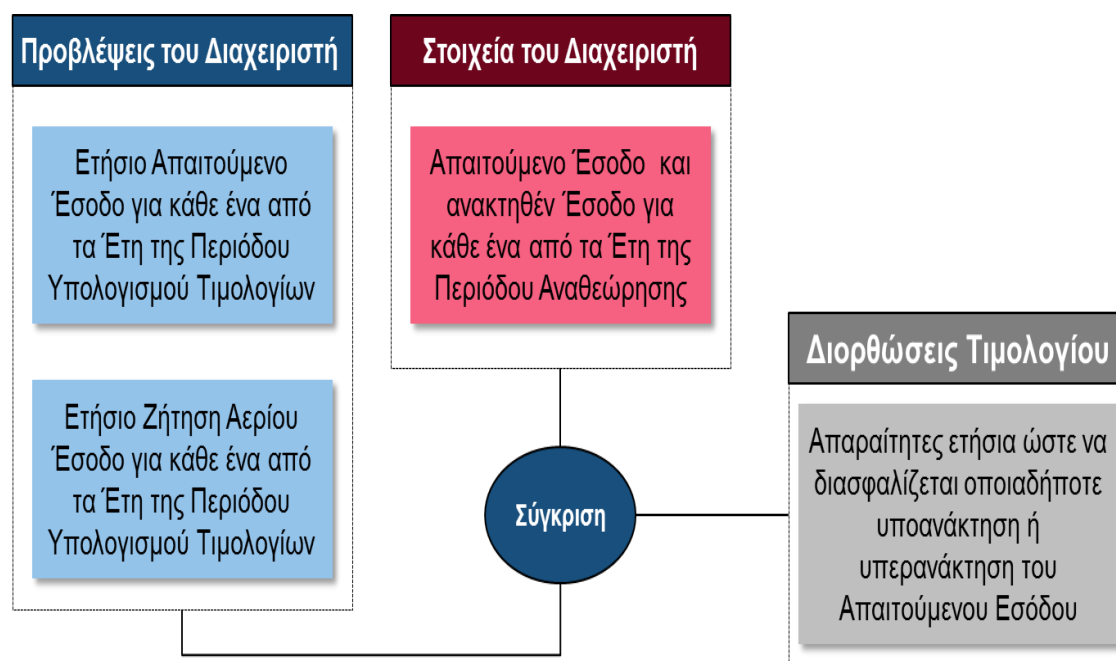 Προβλέψεις του Διαχειριστή
Ετήσιο Απαιτούμενο
Έσοδο για κάθε ένα από
τα Έτη της Περιόδου
Υπολογισμού Τιμολογίων
Ετήσιο Ζήτηση Αερίου
Έσοδο για κάθε ένα από
τα Έτη της Περιόδου
Υπολογισμού Τιμολογίων
Στοιχεία του Διαχειριστή
Απαιτούμενο Έσοδο και
ανακτηθέν Έσοδο για
κάθε ένα από τα Έτη της
Περιόδου Αναθεώρησης
Σύγκριση
Διορθώσεις Τιμολογίου
Απαραίτητες ετήσια ώστε να
διασφαλίζεται οποιαδήποτε
υποανάκτηση ή
υπερανάκτηση του
Απαιτούμενου Εσόδου